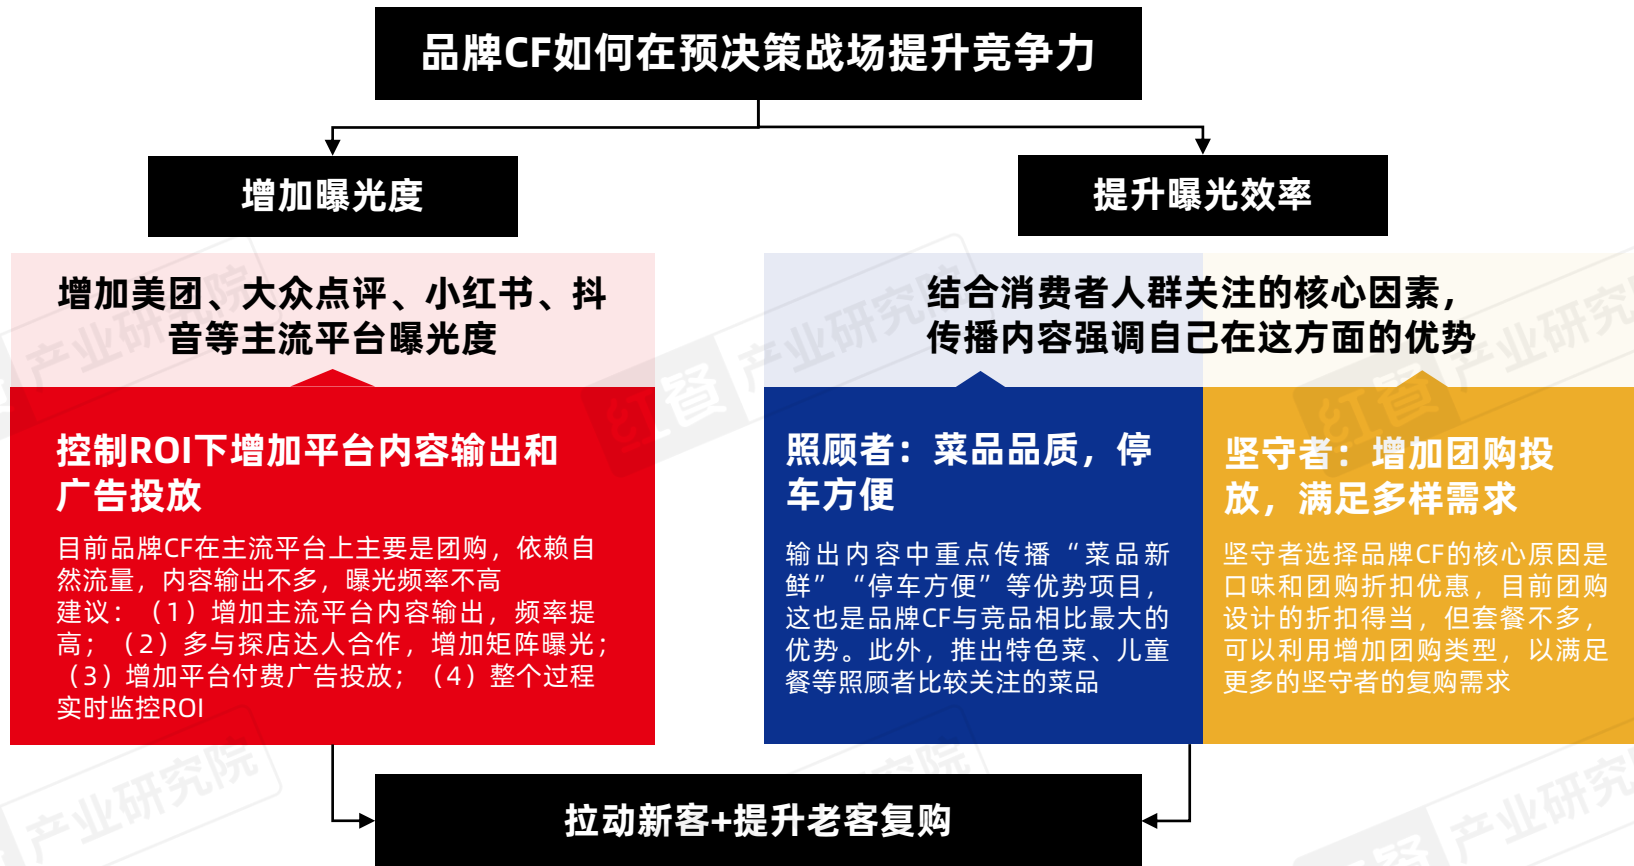 品牌CF如何在预决策战场提升竞争力
增加曝光度
提升曝光效率
增加美团、大众点评、小红书、抖
音等主流平台曝光度
结合消费者人群关注的核心因素，
传播内容强调自己在这方面的优势
控制ROI下增加平台内容输出和
广告投放
目前品牌CF在主流平台上主要是团购，依赖自
然流量，内容输出不多，曝光频率不高
建议：（1）增加主流平台内容输出，频率提
高；（2）多与探店达人合作，增加矩阵曝光；
（3）增加平台付费广告投放；（4）整个过程
实时监控ROI
照顾者：菜品品质，停
车方便
输出内容中重点传播“菜品新
鲜”“停车方便”等优势项目，
这也是品牌CF与竞品相比最大的
优势。此外，推出特色菜、儿童
餐等照顾者比较关注的菜品
坚守者：增加团购投
放，满足多样需求
坚守者选择品牌CF的核心原因是
口味和团购折扣优惠，目前团购
设计的折扣得当，但套餐不多，
可以利用增加团购类型，以满足
更多的坚守者的复购需求
拉动新客+提升老客复购
红餐 产业研究院